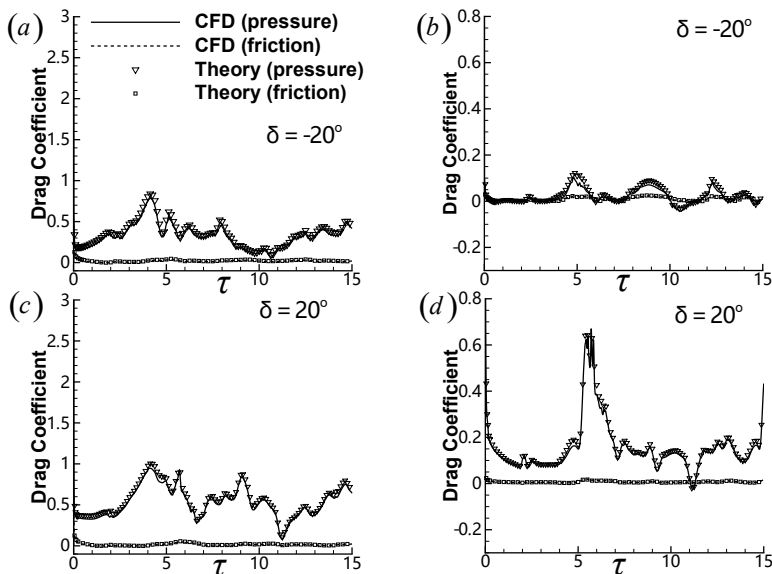 (a)
3
2.5
2
1.5
1
0.5
0
Drag Coefficient
CFD (pressure)
CFD (friction)
Theory (pressure)
Theory (friction)
δ = -20°
0
5
10
15
τ
(b)
0.8
0.6
0.4
0.2
0
-0.2
Drag Coefficient
δ = -20°
0
5
10
15
τ
(c)
3
2.5
2
1.5
1
0.5
0
Drag Coefficient
δ = 20°
0
5
10
15
τ
(d)
0.8
0.6
0.4
0.2
0
-0.2
Drag Coefficient
δ = 20°
0
5
10
15
τ